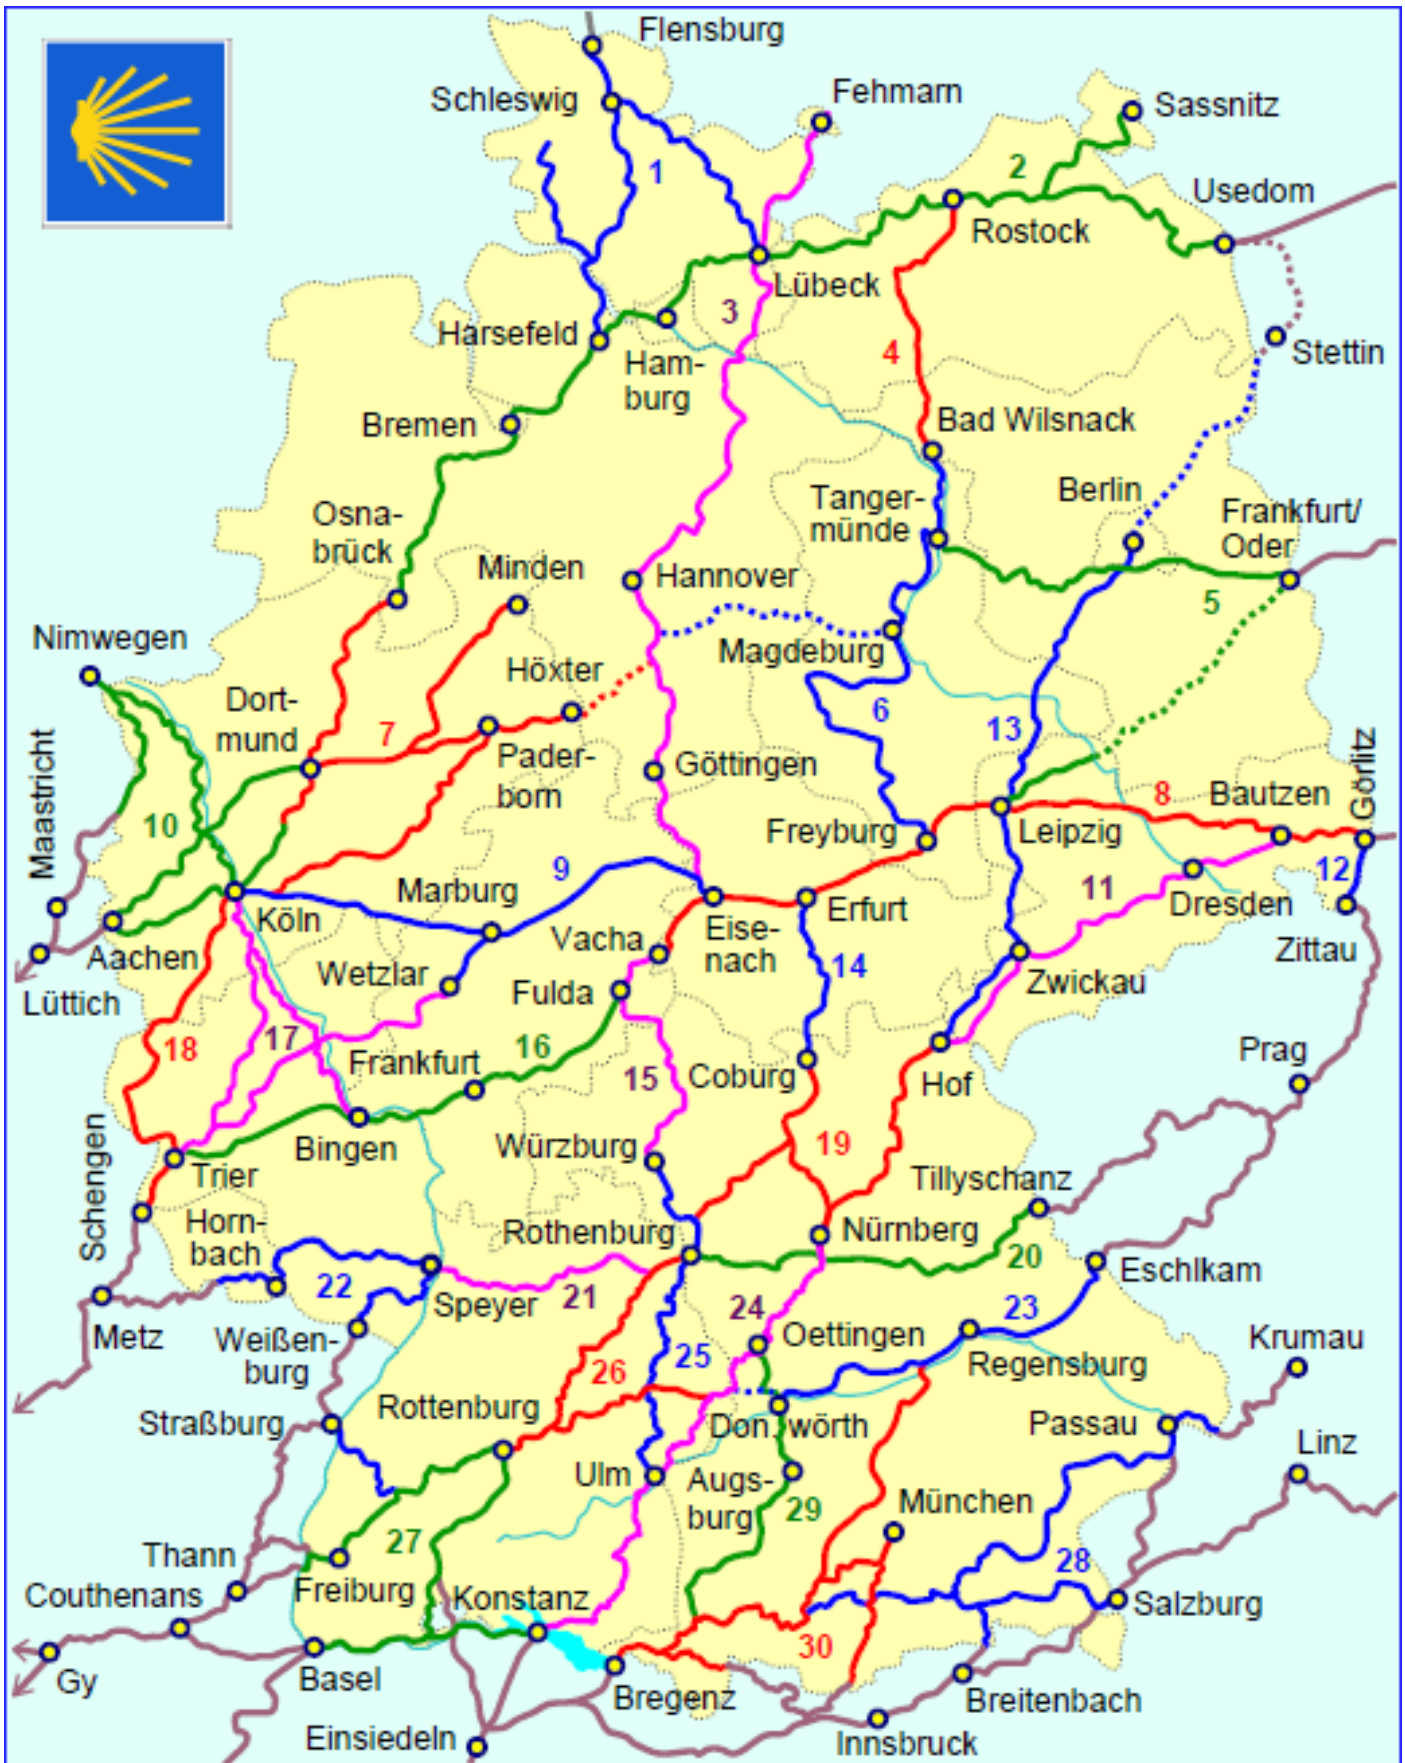 Flensburg
Schleswig
Fehmarn
Sassnitz
1
2
Usedom
Rostock
Lübeck
3
Harsefeld
Ham-
burg
4
Stettin
Bremen
Bad Wilsnack
Berlin
Tanger-
münde
Frankfurt/
Oder
Osna-
brück
Minden
Hannover
5
Nimwegen
Magdeburg
Höxter
Dort-
mund
7
6
13
Pader-
born
Göttingen
Maastricht
10
Freyburg
Leipzig
8
Bautzen
Görlitz
9
Marburg
12
11
Köln
Erfurt
Dresden
Aachen
Vacha
Eise-
nach
Zittau
Lüttich
Wetzlar
Fulda
14
Zwickau
18
17
16
Frankfurt
15
Coburg
Hof
Prag
Schengen
Bingen
Würzburg
19
Trier
Tillyschanz
Horn-
bach
Rothenburg
Nürnberg
20
22
Speyer
21
24
23
Eschlkam
Metz
Weißen-
burg
25
Oettingen
Regensburg
Krumau
26
Rottenburg
Straßburg
Don wörth
Passau
Linz
Ulm
Augs-
burg
29
München
27
28
Thann
Couthenans
Freiburg
Konstanz
Salzburg
30
Gy
Basel
Bregenz
Breitenbach
Einsiedeln
Innsbruck